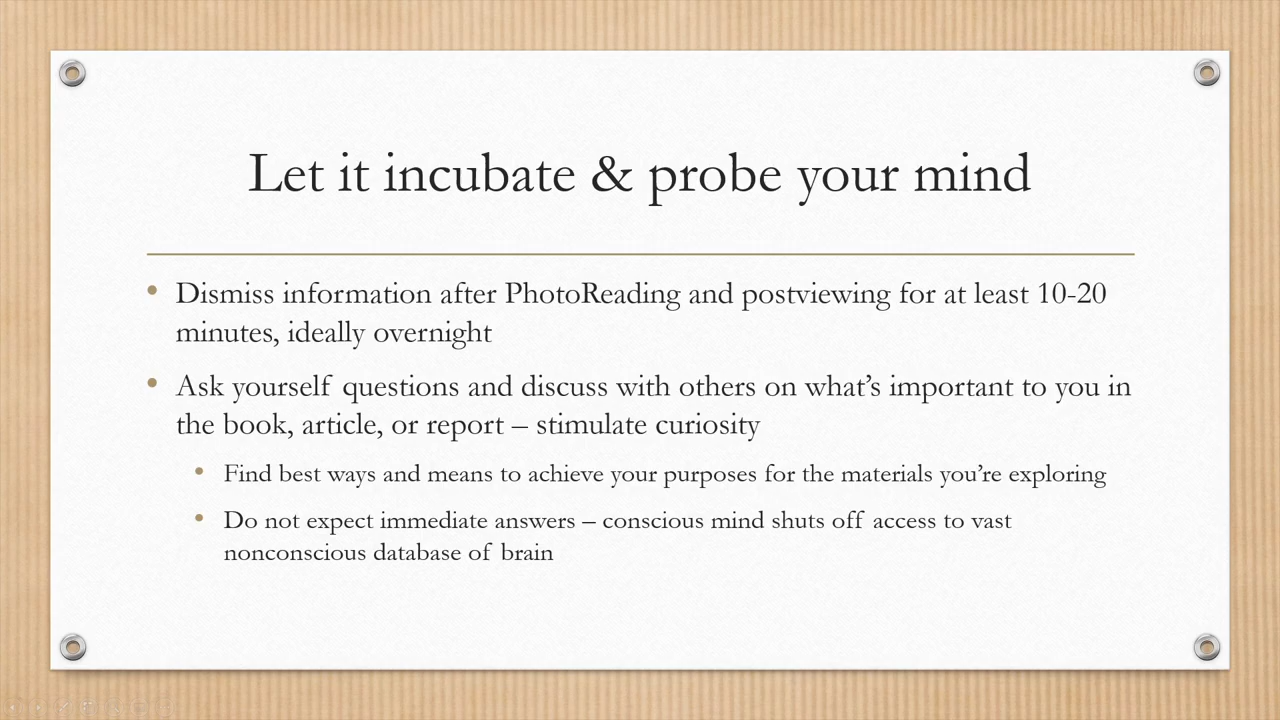 Let it incubate & probe your mind
Dismiss information after PhotoReading and postviewing for at least 10-20
minutes, ideally overnight
Ask yourself questions and discuss with others on what’s important to you in
the book, article, or report – stimulate curiosity
Find best ways and means to achieve your purposes for the materials you’re exploring
Do not expect immediate answers – conscious mind shuts off access to vast
nonconscious database of brain